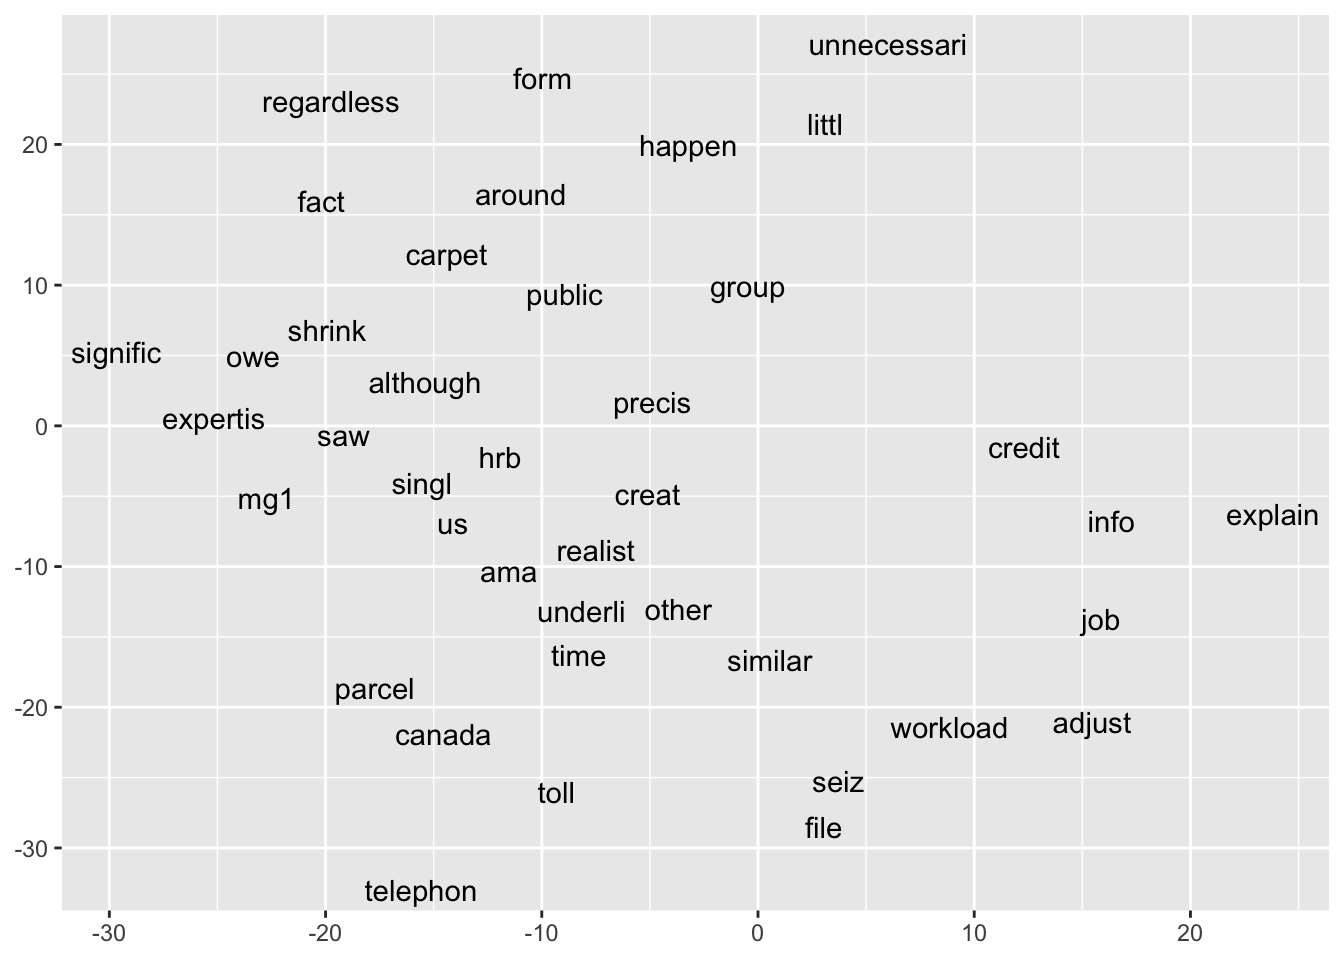 unnecessari
form
regardless
littl
20
happen
around
fact
carpet
10
public
group
shrink
signific
owe
although
precis
expertis
0
saw
credit
hrb
singl
creat
mg1
us
info
explain
realist
-10
ama
underli
other
job
time
similar
parcel
-20
canada
workload
adjust
toll
seiz
file
-30
telephon
-30 -20 -10 0 10 20